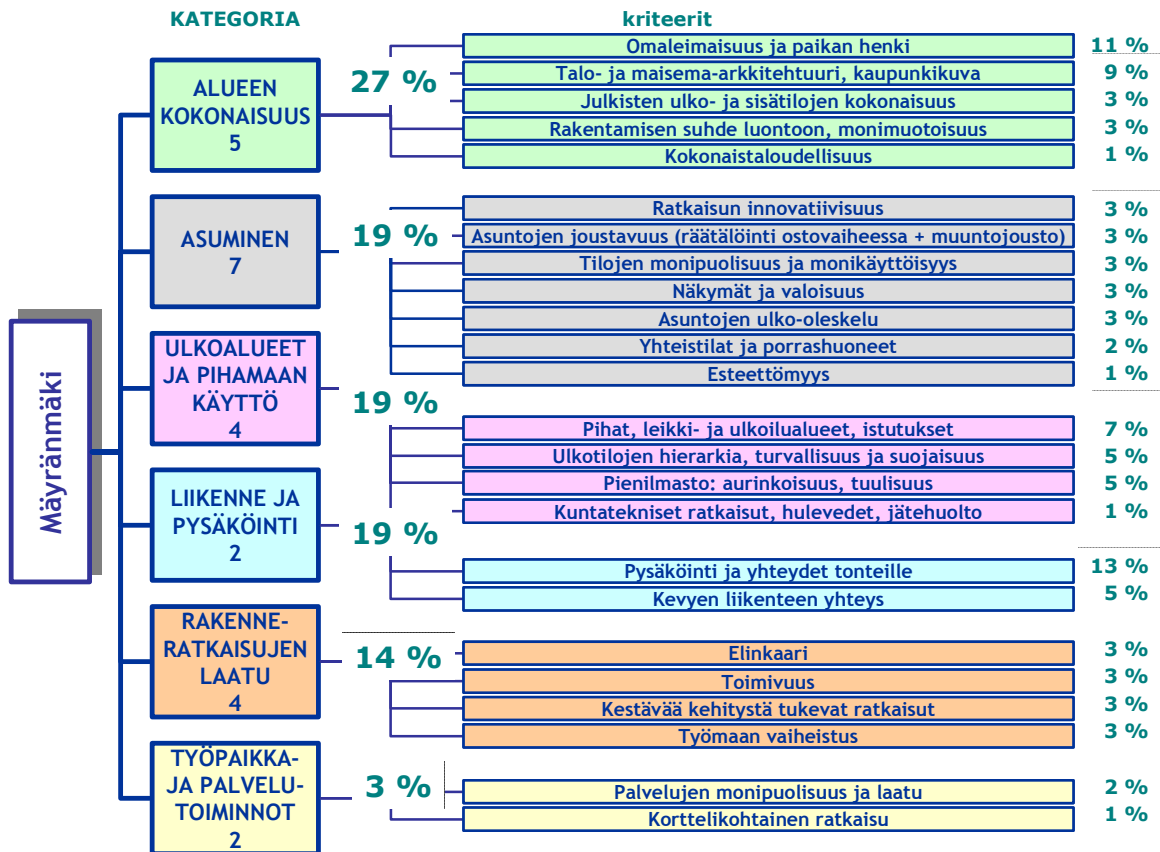 KATEGORIA
kriteerit
Mäyränmäki
ALUEEN
KOKONAISUUS
5
27 %
Omaleimaisuus ja paikan henki
11 %
Talo- ja maisema-arkkitehtuuri, kaupunkikuva
9 %
Julkisten ulko- ja sisätilojen kokonaisuus
3 %
Rakentamisen suhde luontoon, monimuotoisuus
3 %
Kokonaistaloudellisuus
1 %
ASUMINEN
7
19 %
Ratkaisun innovatiivisuus
3 %
Asuntojen joustavuus (räätälöinti ostovaiheessa + muuntojousto)
3 %
Tilojen monipuolisuus ja monikäyttöisyys
3 %
Näkymät ja valoisuus
3 %
Asuntojen ulko-oleskelu
3 %
Yhteistilat ja porrashuoneet
2 %
Esteettömyys
1 %
ULKOALUEET
JA PIHAMAAN
KÄYTTÖ
4
19 %
Pihat, leikki- ja ulkoilualueet, istutukset
7 %
Ulkotilojen hierarkia, turvallisuus ja suojaisuus
5 %
Pienilmasto: aurinkoisuus, tuulisuus
5 %
Kuntatekniset ratkaisut, hulevedet, jätehuolto
1 %
LIIKENNE JA
PYSÄKÖINTI
2
19 %
Pysäköinti ja yhteydet tonteille
13 %
Kevyen liikenteen yhteys
5 %
RAKENNE-
RATKAISUJEN
LAATU
4
14 %
Elinkaari
3 %
Toimivuus
3 %
Kestävää kehitystä tukevat ratkaisut
3 %
Työmaan vaiheistus
3 %
TYÖPAIKKA-
JA PALVELU-
TOIMINNOT
2
3 %
Palvelujen monipuolisuus ja laatu
2 %
Korttelikohtainen ratkaisu
1 %